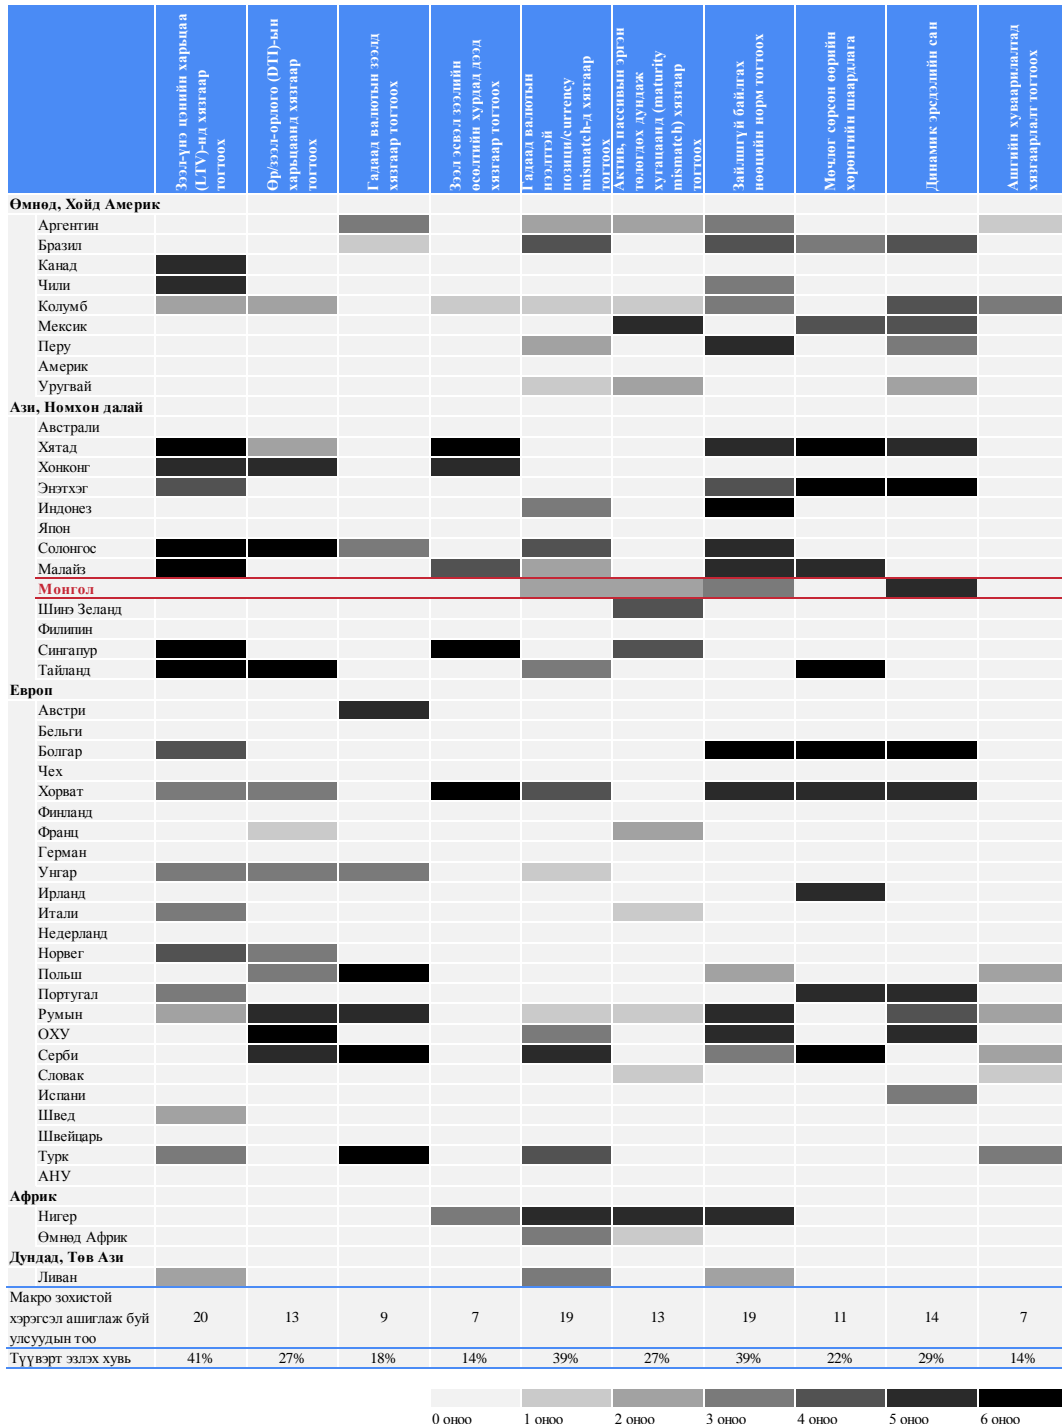 Зээл-үнэ цэнийн харьцаа
(LTV)-нд хязгаар
тогтоох
Өр/зээл-орлого (DTI)-ын
харьцаанд хязгаар
тогтоох
Гадаад валютын зээлд
хязгаар тогтоох
Зээл эсвэл зээлийн
өсөлтийн хурдад дээд
хязгаар тогтоох
Гадаад валютын
нээлттэй
позици/currency
mismatch-д хязгаар
тогтоох
Актив, пассивын эргэн
төлөгдөх дундаж
хугацаанд (maturity
mismatch) хязгаар
тогтоох
Зайлшгүй байлгах
нөөцийн норм тогтоох
Мөчлөг сөрсөн өөрийн
хөрөнгийн шаардлага
Динамик эрсдэлийн сан
Ашгийн хуваарилалтад
хязгаарлалт тогтоох
Өмнөд, Хойд Америк
Аргентин
Бразил
Канад
Чили
Колумб
Мексик
Перу
Америк
Уругвай
Ази, Номхон далай
Австрали
Хятад
Хонконг
Энэтхэг
Индонез
Япон
Солонгос
Малайз
Монгол
Шинэ Зеланд
Филипин
Сингапур
Тайланд
Европ
Австри
Бельги
Болгар
Чех
Хорват
Финланд
Франц
Герман
Унгар
Ирланд
Итали
Недерланд
Норвег
Польш
Португал
Румын
ОХУ
Серби
Словак
Испани
Швед
Швейцарь
Турк
АНУ
Африк
Нигер
Өмнөд Африк
Дундад, Төв Ази
Ливан
Макро зохистой
хэрэгсэл ашиглаж буй 20 13 9 7 19 13 19 11 14 7
улсуудын тоо
Түүвэрт эзлэх хувь 41% 27% 18% 14% 39% 27% 39% 22% 29% 14%
0 оноо 1 оноо 2 оноо 3 оноо 4 оноо 5 оноо 6 оноо